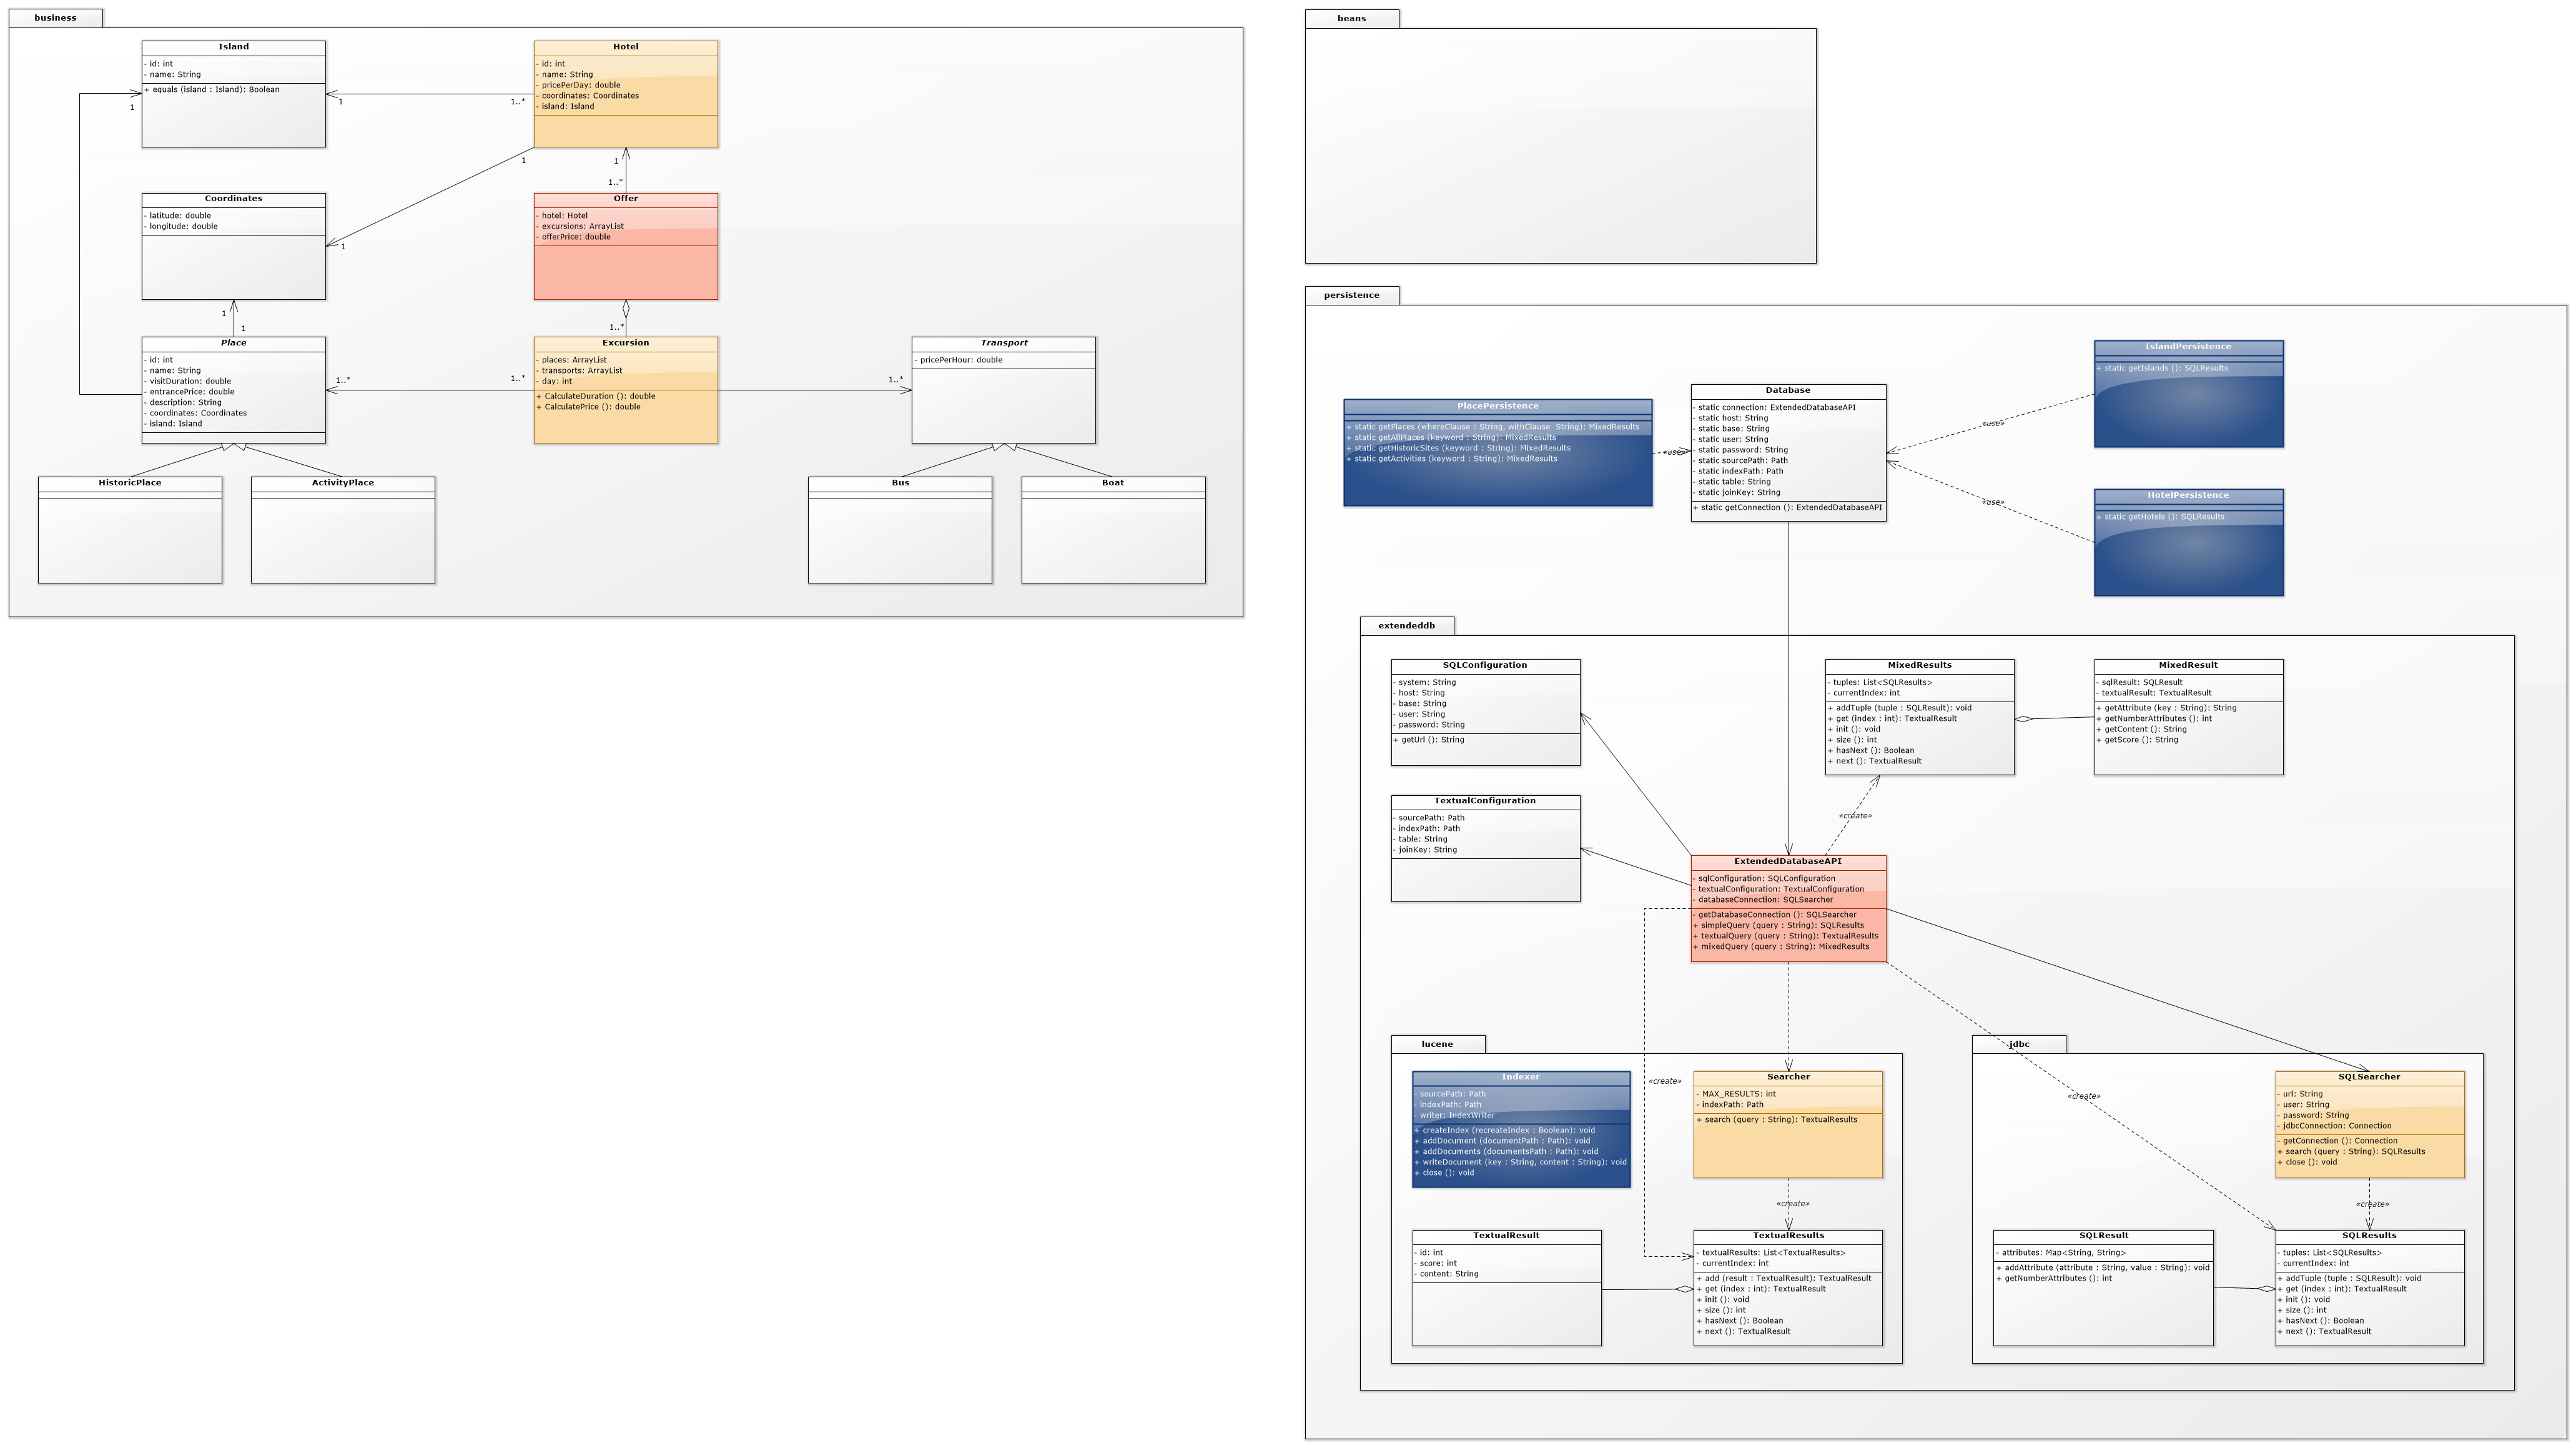 business
Island
- id: int
- name: String
+ equals (island : Island): Boolean
Hotel
- id: int
- name: String
- pricePerDay: double
- coordinates: Coordinates
- island: Island
1
1
1..*
1
1
1..*
Coordinates
- latitude: double
- longitude: double
Offer
- hotel: Hotel
- excursions: ArrayList
- offerPrice: double
1
1
1
1..*
Place
- id: int
- name: String
- visitDuration: double
- entrancePrice: double
- description: String
- coordinates: Coordinates
- island: Island
1..*
1..*
Excursion
- places: ArrayList
- transports: ArrayList
- day: int
+ CalculateDuration (): double
+ CalculatePrice (): double
1..*
Transport
- pricePerHour: double
HistoricPlace
ActivityPlace
Bus
Boat
beans
persistence
PlacePersistence
+ static getPlaces (whereClause : String, withClause  String): MixedResults
+ static getAllPlaces (keyword : String): MixedResults
+ static getHistoricSites (keyword : String): MixedResults
+ static getActivities (keyword : String): MixedResults
«use»
Database
- static connection: ExtendedDatabaseAPI
- static host: String
- static base: String
- static user: String
- static password: String
- static sourcePath: Path
- static indexPath: Path
- static table: String
- static joinKey: String
+ static getConnection (): ExtendedDatabaseAPI
IslandPersistence
+ static getIslands (): SQLResults
«use»
HotelPersistence
+ static getHotels (): SQLResults
«use»
extendeddb
SQLConfiguration
- system: String
- host: String
- base: String
- user: String
- password: String
+ getUrl (): String
MixedResults
- tuples: List<SQLResults>
- currentIndex: int
+ addTuple (tuple : SQLResult): void
+ get (index : int): TextualResult
+ init (): void
+ size (): int
+ hasNext (): Boolean
+ next (): TextualResult
MixedResult
- sqlResult: SQLResult
- textualResult: TextualResult
+ getAttribute (key : String): String
+ getNumberAttributes (): int
+ getContent (): String
+ getScore (): String
TextualConfiguration
- sourcePath: Path
- indexPath: Path
- table: String
- joinKey: String
«create»
ExtendedDatabaseAPI
- sqlConfiguration: SQLConfiguration
- textualConfiguration: TextualConfiguration
- databaseConnection: SQLSearcher
- getDatabaseConnection (): SQLSearcher
+ simpleQuery (query : String): SQLResults
+ textualQuery (query : String): TextualResults
+ mixedQuery (query : String): MixedResults
lucene
Indexer
- sourcePath: Path
- indexPath: Path
- writer: IndexWriter
+ createIndex (recreateIndex : Boolean): void
+ addDocument (documentPath : Path): void
+ addDocuments (documentsPath : Path): void
+ writeDocument (key : String, content : String): void
+ close (): void
«create»
Searcher
- MAX_RESULTS: int
- indexPath: Path
+ search (query : String): TextualResults
«create»
TextualResult
- id: int
- score: int
- content: String
TextualResults
- textualResults: List<TextualResults>
- currentIndex: int
+ add (result : TextualResult): TextualResult
+ get (index : int): TextualResult
+ init (): void
+ size (): int
+ hasNext (): Boolean
+ next (): TextualResult
jdbc
«create»
SQLSearcher
- url: String
- user: String
- password: String
- jdbcConnection: Connection
- getConnection (): Connection
+ search (query : String): SQLResults
+ close (): void
«create»
SQLResult
- attributes: Map<String, String>
+ addAttribute (attribute : String, value : String): void
+ getNumberAttributes (): int
SQLResults
- tuples: List<SQLResults>
- currentIndex: int
+ addTuple (tuple : SQLResult): void
+ get (index : int): TextualResult
+ init (): void
+ size (): int
+ hasNext (): Boolean
+ next (): TextualResult